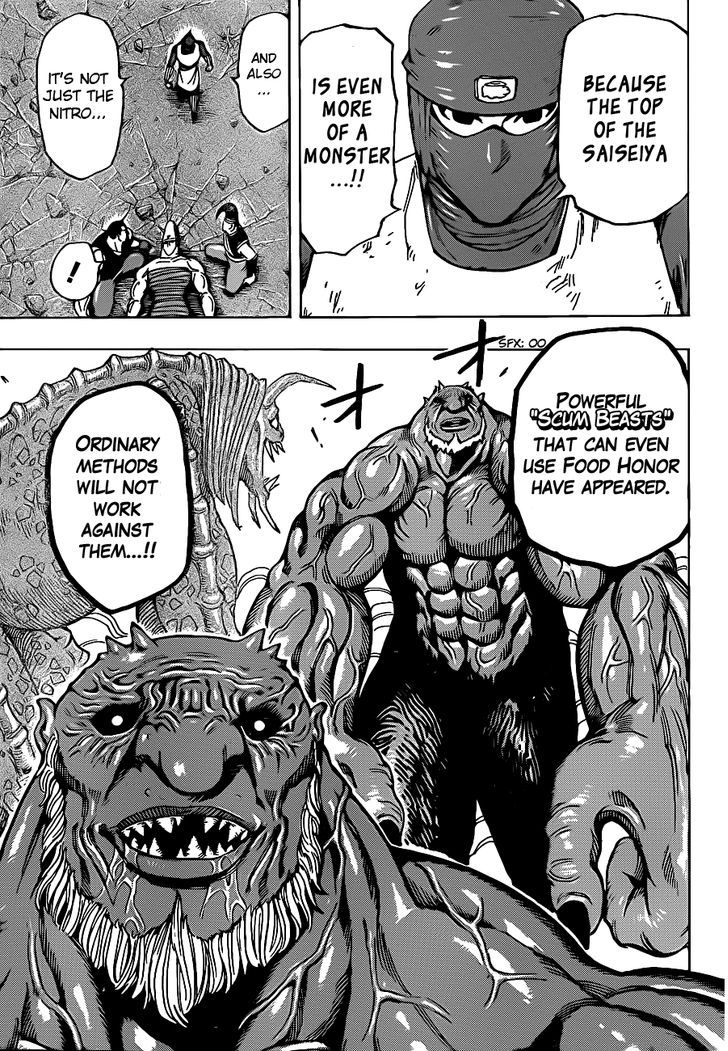 BECAUSE
THE TOP
OF THE
SAISEIYA
IS EVEN
MORE
OF A
MONSTER
...!!
AND
ALSO
...
IT'S NOT
JUST THE
NITRO...
!
SFX: OO
POWERFUL
"SCUM BEASTS"
THAT CAN EVEN
USE FOOD HONOR
HAVE APPEARED.
ORDINARY
METHODS
WILL NOT
WORK
AGAINST
THEM...!!